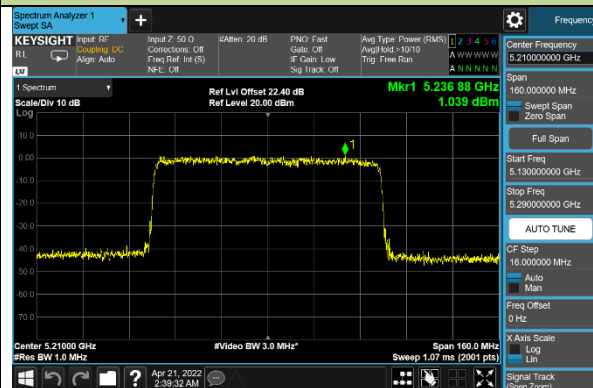 Spectrum Analyzer 1
Swept SA
Frequency
KEYSIGHT
RL
LXI
Input: RF
Coupling: DC
Align: Auto
Input Z: 50 Ω
Corrections: Off
Freq Ref: Int (S)
NFE: Off
#Atten: 20 dB
PNO: Fast
Gate: Off
IF Gain: Low
Sig Track: Off
Avg Type: Power (RMS)
Avg|Hold:>10/10
Trig: Free Run
1 2 3 4 5 6
A W W W W W
A N N N N N
1 Spectrum
Scale/Div 10 dB
Log
Ref Lvl Offset 22.40 dB
Ref Level 20.00 dBm
Mkr1 5.236 88 GHz
1.039 dBm
10.0
0.00
-10.0
-20.0
-30.0
-40.0
-50.0
-60.0
-70.0
1
Center 5.21000 GHz
#Res BW 1.0 MHz
#Video BW 3.0 MHz*
Span 160.0 MHz
Sweep 1.07 ms (2001 pts)
Center Frequency
5.210000000 GHz
Span
160.000000 MHz
Swept Span
Zero Span
Full Span
Start Freq
5.130000000 GHz
Stop Freq
5.290000000 GHz
AUTO TUNE
CF Step
16.000000 MHz
Auto
Man
Freq Offset
0 Hz
X Axis Scale
Log
Lin
Signal Track
(Span Zoom)
Apr 21, 2022
2:39:32 AM